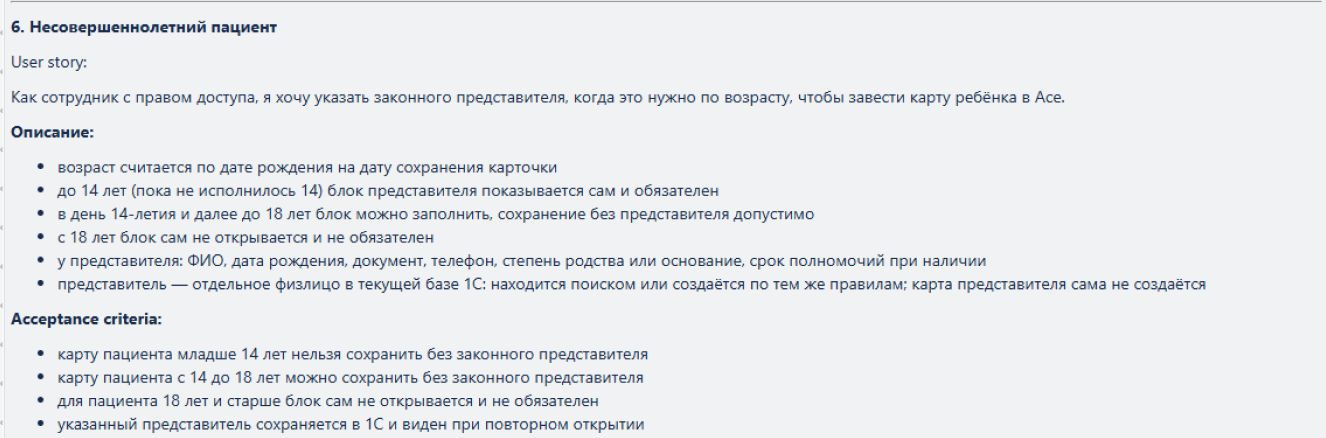 6. Несовершеннолетний пациент
User story:
Как сотрудник с правом доступа, я хочу указать законного представителя, когда это нужно по возрасту, чтобы завести карту ребёнка в Асе.
Описание:
• возраст считается по дате рождения на дату сохранения карточки
• до 14 лет (пока не исполнилось 14) блок представителя показывается сам и обязателен
• в день 14-летия и далее до 18 лет блок можно заполнить, сохранение без представителя допустимо
• с 18 лет блок сам не открывается и не обязателен
• у представителя: ФИО, дата рождения, документ, телефон, степень родства или основание, срок полномочий при наличии
• представитель — отдельное физлицо в текущей базе 1С: находится поиском или создаётся по тем же правилам; карта представителя сама не создаётся
Acceptance criteria:
• карту пациента младше 14 лет нельзя сохранить без законного представителя
• карту пациента с 14 до 18 лет можно сохранить без законного представителя
• для пациента 18 лет и старше блок сам не открывается и не обязателен
• указанный представитель сохраняется в 1С и виден при повторном открытии